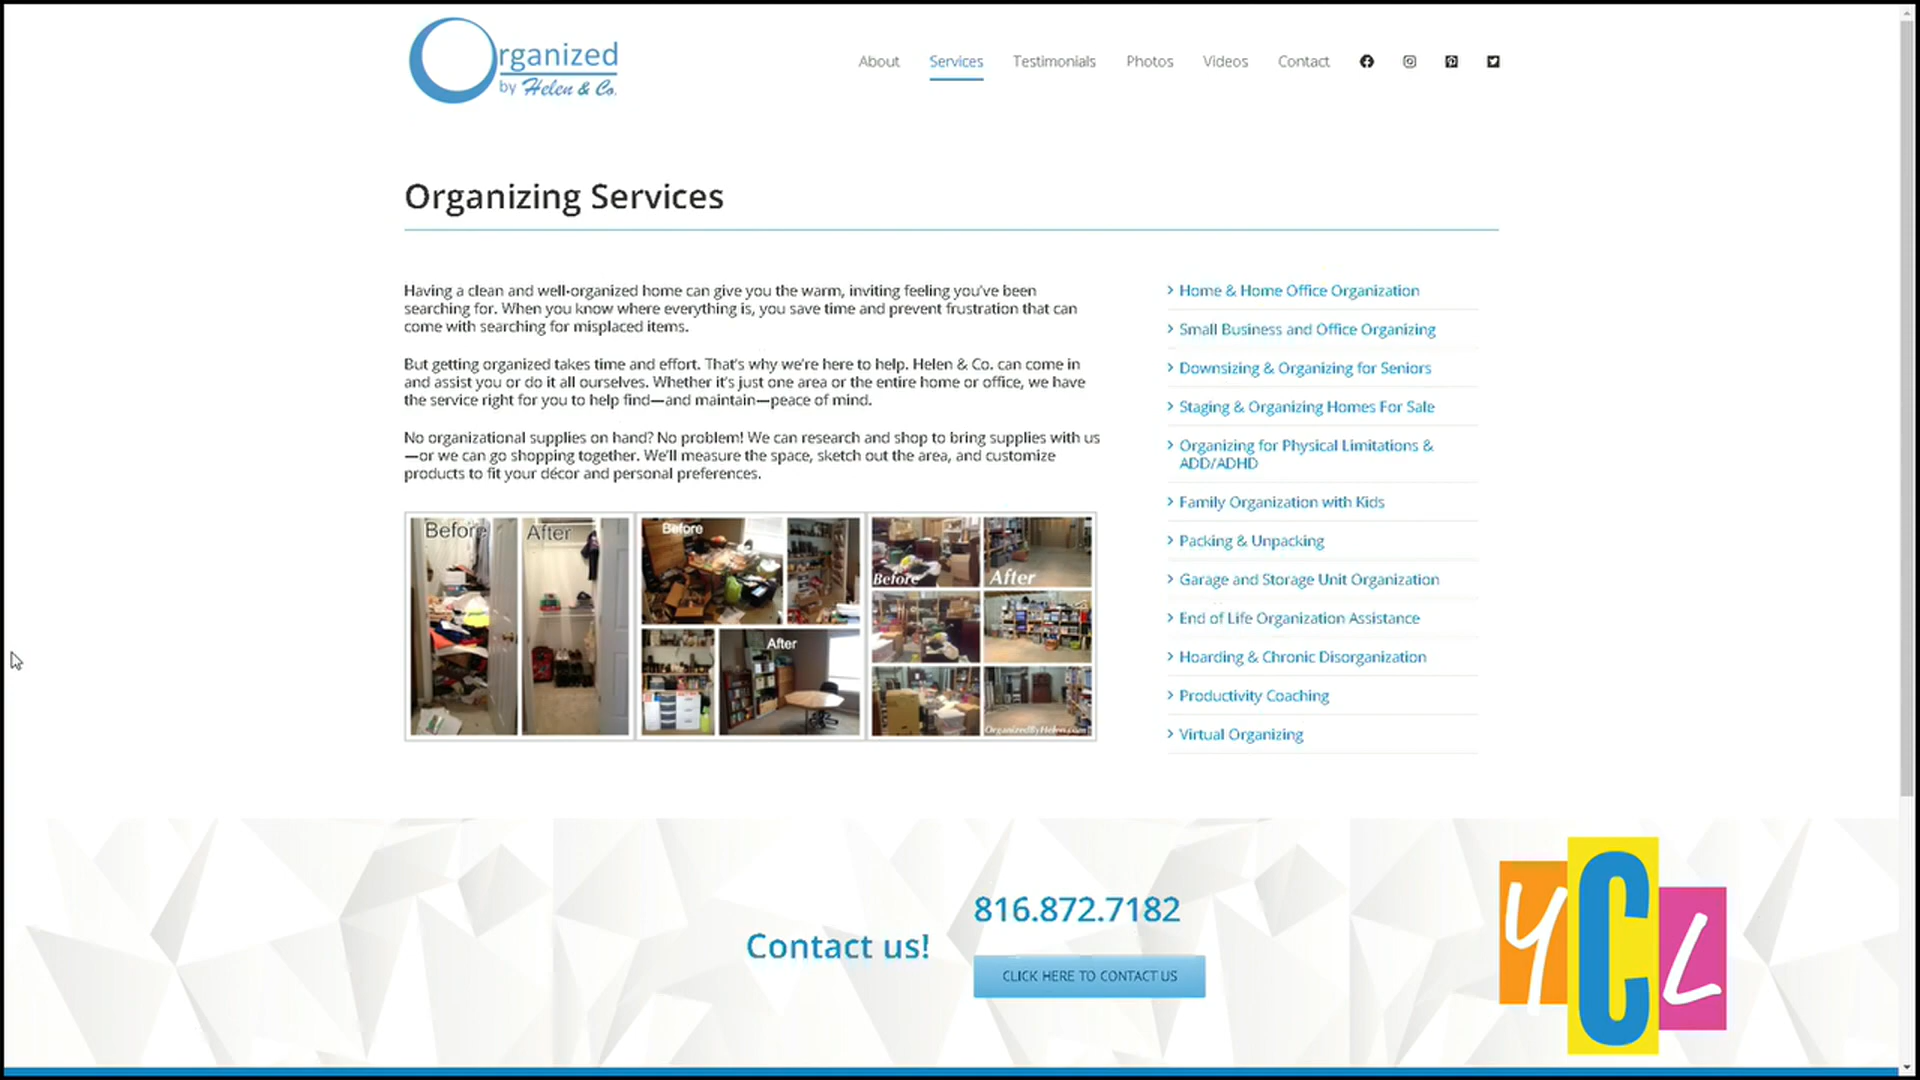 Organized
by Helen & Co.
About
Services
Testimonials
Photos
Videos
Contact
Organizing Services
Having a clean and well-organized home can give you the warm, inviting feeling you've been
searching for. When you know where everything is, you save time and prevent frustration that can
come with searching for misplaced items.
But getting organized takes time and effort. That's why we're here to help. Helen & Co. can come in
and assist you or do it all ourselves. Whether it's just one area or the entire home or office, we have
the service right for you to help find—and maintain—peace of mind.
No organizational supplies on hand? No problem! We can research and shop to bring supplies with us
—or we can go shopping together. We'll measure the space, sketch out the area, and customize
products to fit your décor and personal preferences.
Before
After
Before
After
Before
After
OrganizedByHelen.com
Home & Home Office Organization
Small Business and Office Organizing
Downsizing & Organizing for Seniors
Staging & Organizing Homes For Sale
Organizing for Physical Limitations &
ADD/ADHD
Family Organization with Kids
Packing & Unpacking
Garage and Storage Unit Organization
End of Life Organization Assistance
Hoarding & Chronic Disorganization
Productivity Coaching
Virtual Organizing
Contact us!
816.872.7182
CLICK HERE TO CONTACT US
YCL